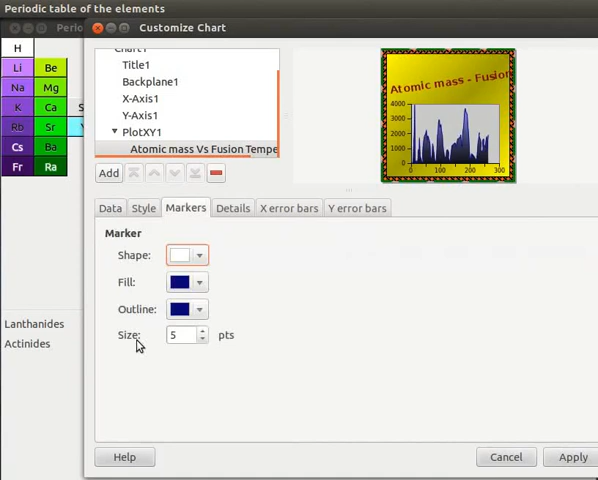 Periodic table of the elements
Perio
Customize Chart
H
Li Be
Na Mg
K Ca S
Rb Sr Y
Cs Ba
Fr Ra
Lanthanides
Actinides
Chart1
Title1
Backplane1
X-Axis1
Y-Axis1
PlotXY1
Atomic mass Vs Fusion Tempe
Add
Atomic mass - Fusion
4000
3000
2000
1000
0
0 100 200 300
Data Style Markers Details X error bars Y error bars
Marker
Shape:
Fill:
Outline:
Size: 5 pts
Help Cancel Apply